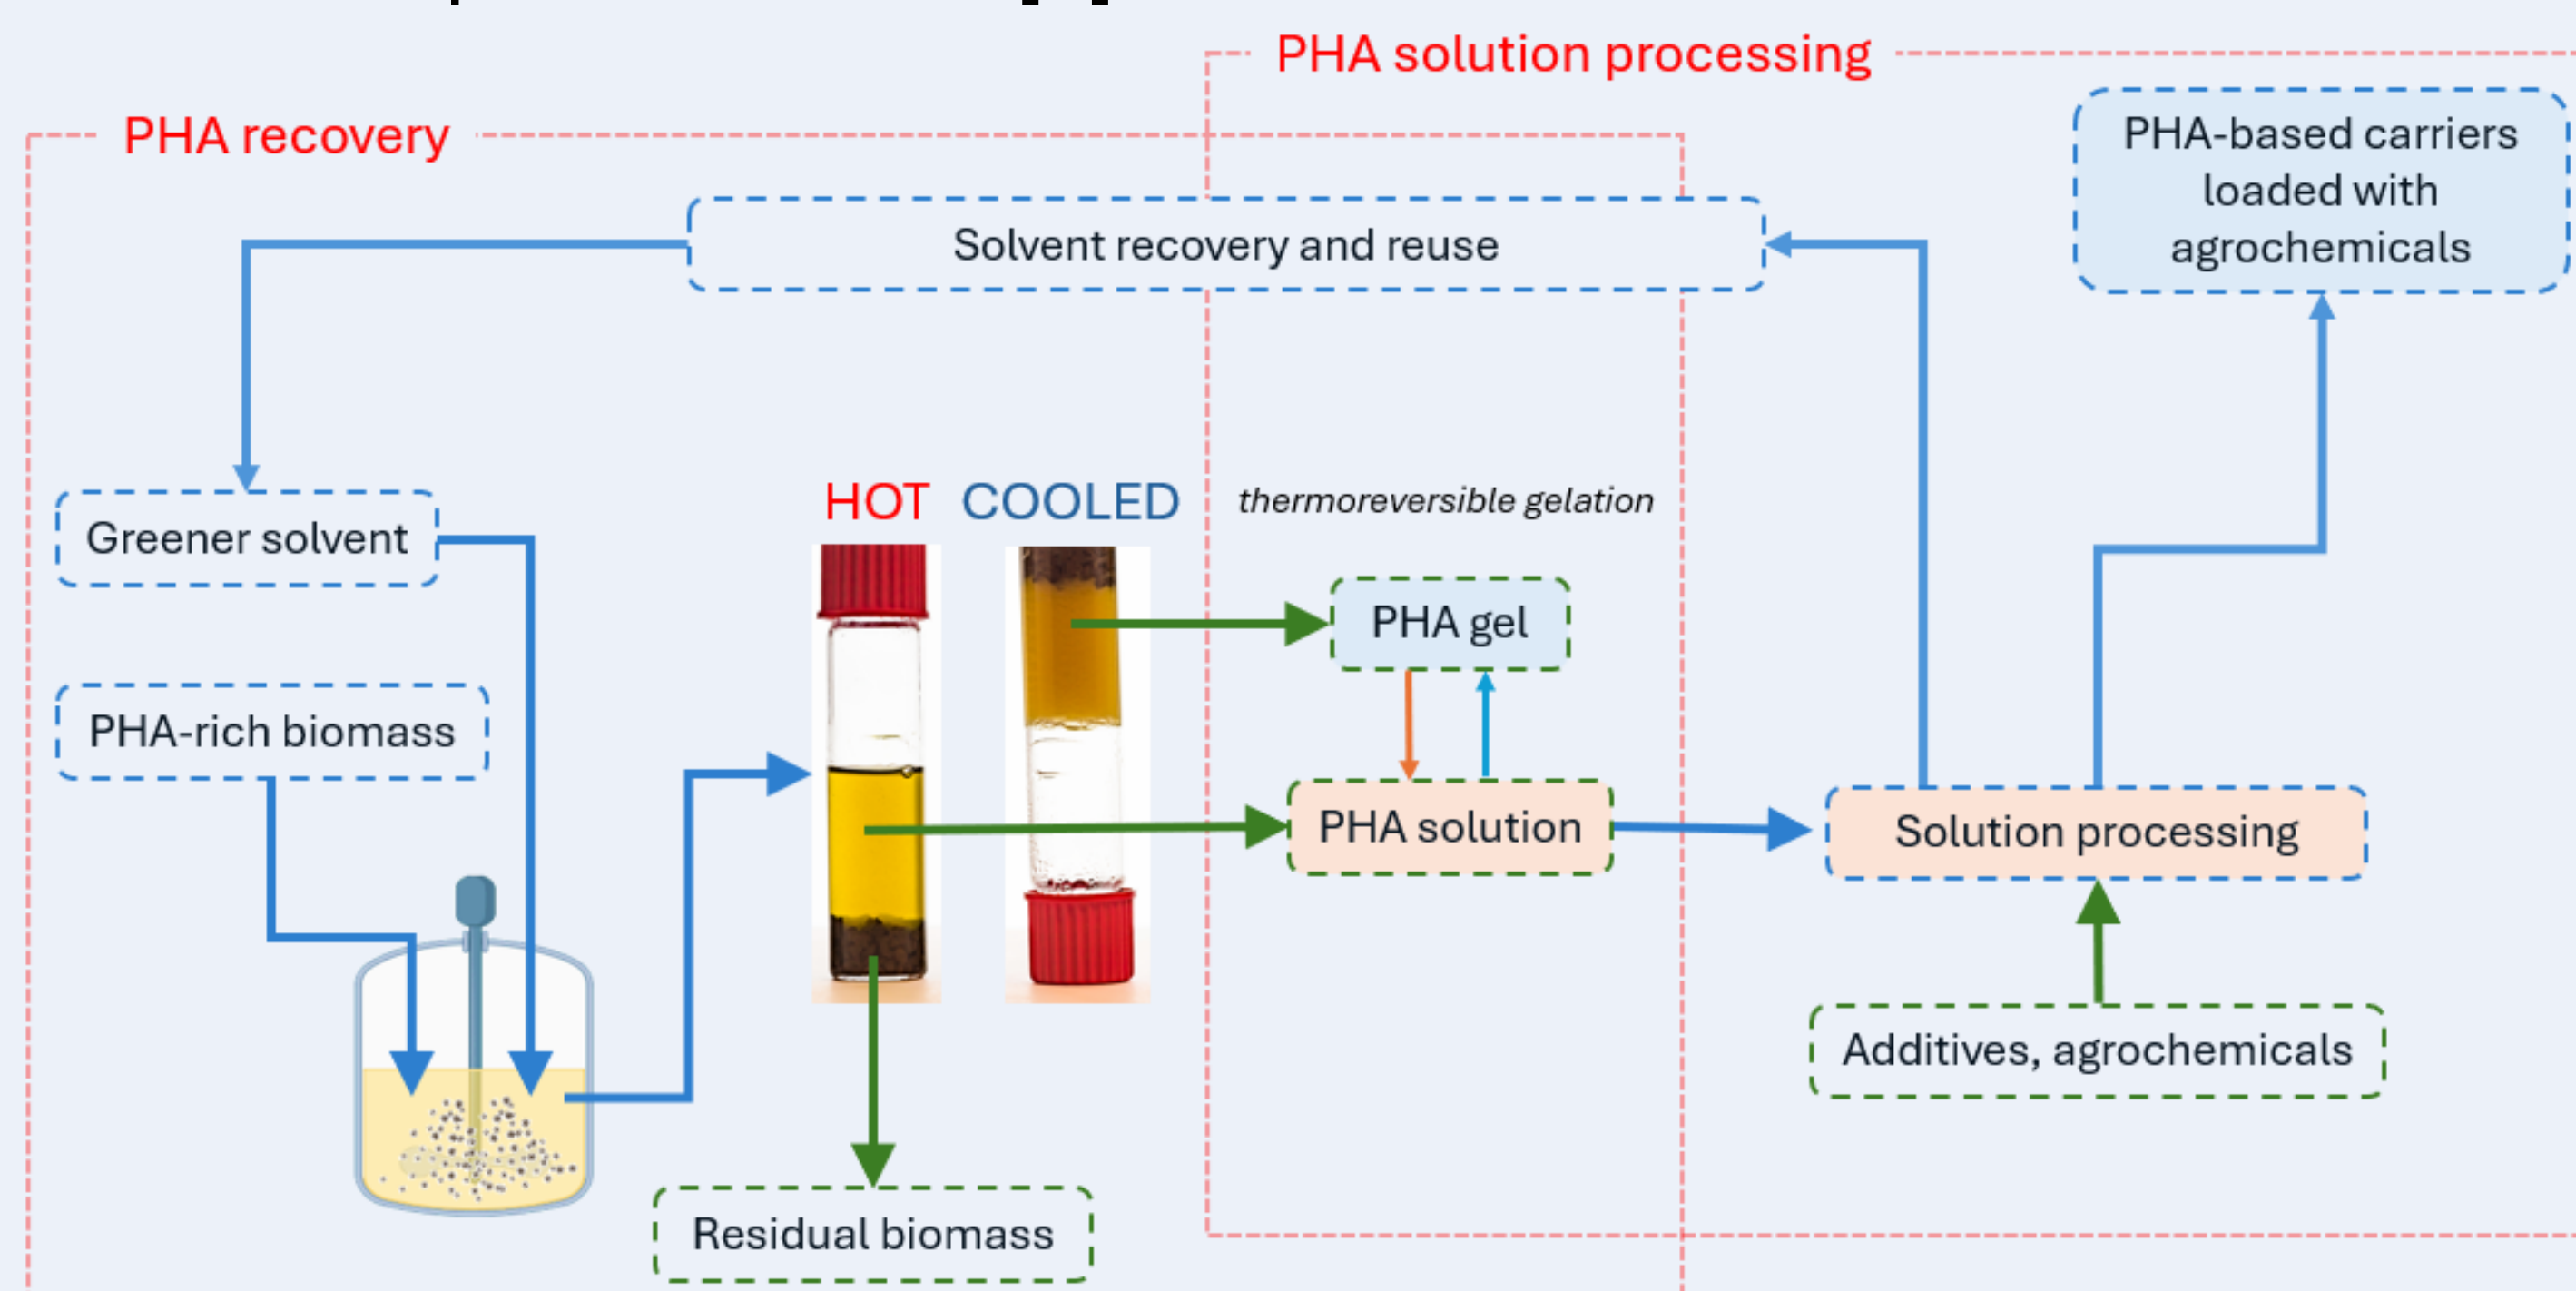 PHA solution processing
PHA recovery
PHA-based carriers
loaded with
agrochemicals
Solvent recovery and reuse
HOT
COOLED
thermoreversible gelation
Greener solvent
PHA gel
PHA-rich biomass
PHA solution
Solution processing
Additives, agrochemicals
Residual biomass